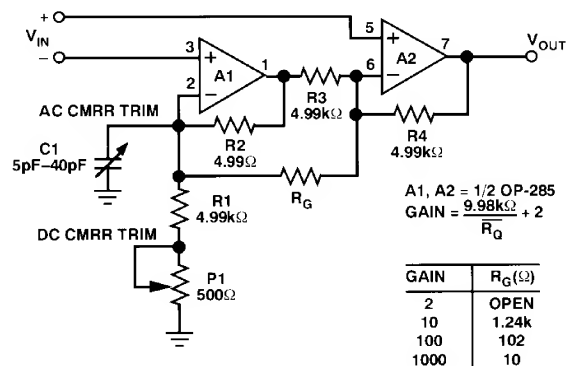 +
V_IN
−
3
+
A1
1
2
−
5
+
A2
7
6
−
V_OUT
AC CMRR TRIM
C1
5pF–40pF
R2
4.99Ω
R3
4.99kΩ
R4
4.99kΩ
R_G
R1
4.99kΩ
DC CMRR TRIM
P1
500Ω
A1, A2 = 1/2 OP-285
GAIN = 9.98kΩ / R_Q + 2
GAIN R_G(Ω)
2 OPEN
10 1.24k
100 102
1000 10